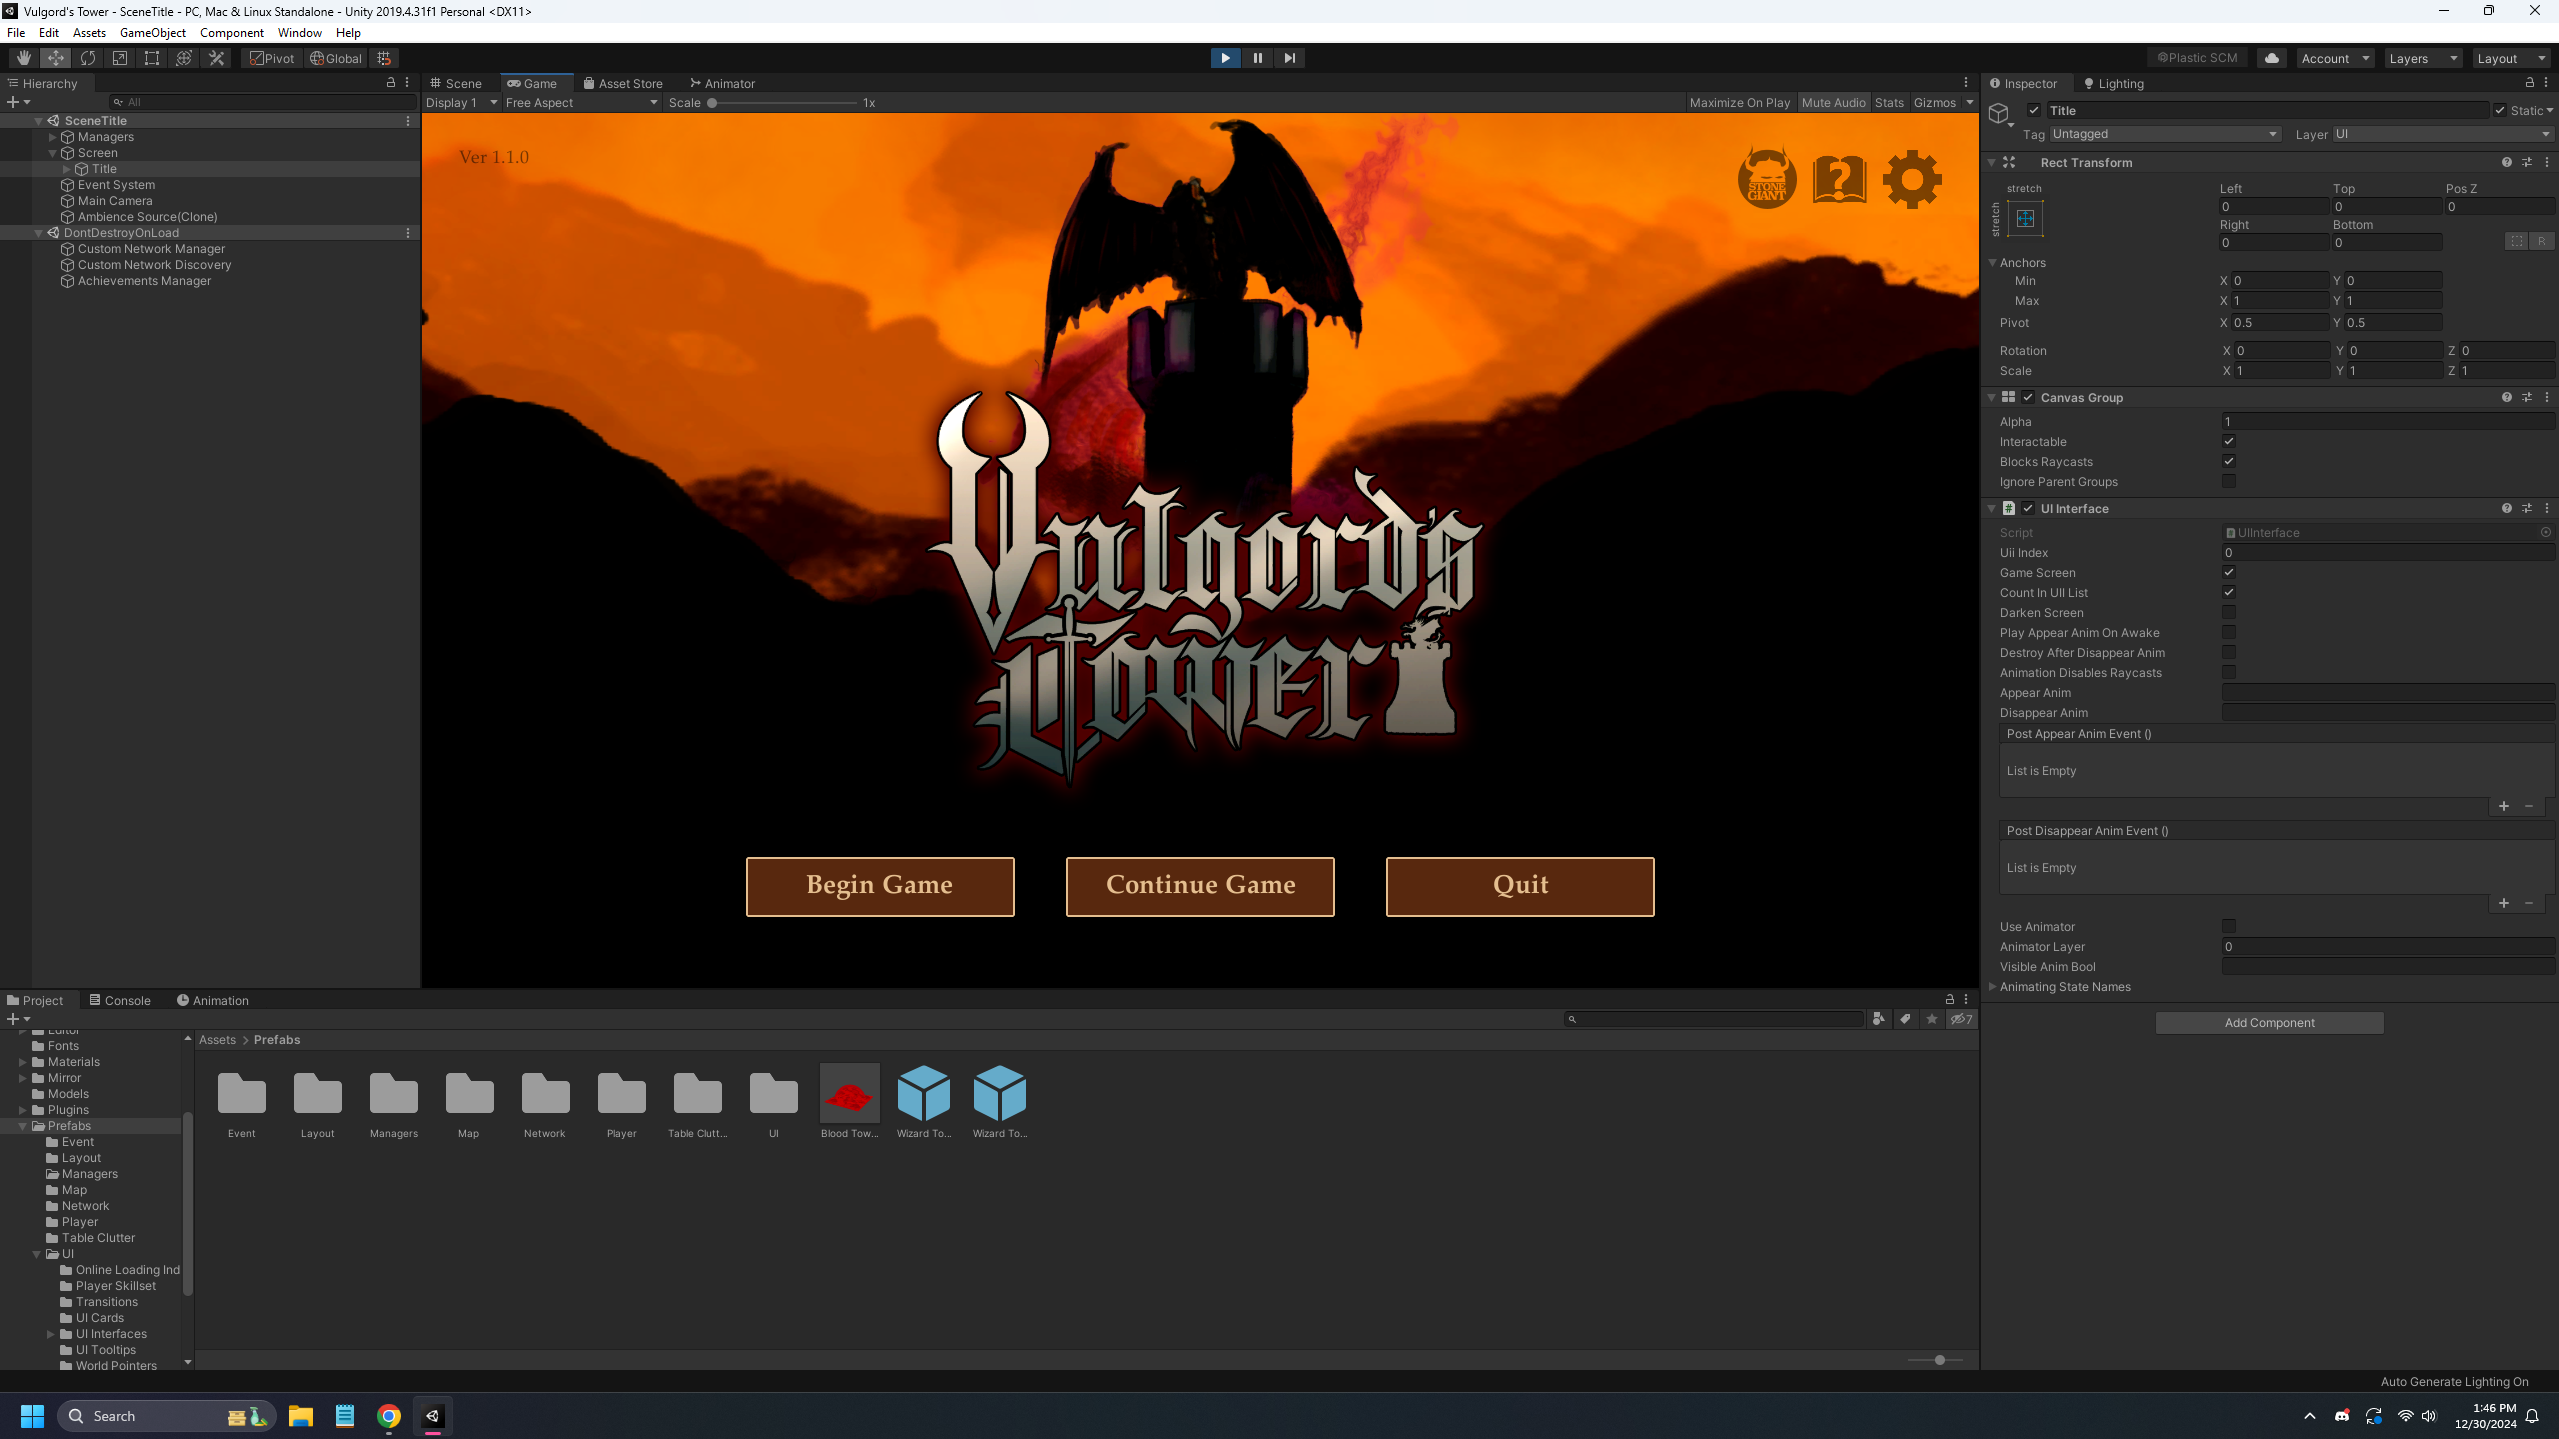 Vulgord's Tower - SceneTitle - PC, Mac & Linux Standalone - Unity 2019.4.31f1 Personal <DX11>
File Edit Assets GameObject Component Window Help
Pivot Global Plastic SCM Account Layers Layout
Hierarchy
All
SceneTitle
Managers
Screen
Title
Event System
Main Camera
Ambience Source(Clone)
DontDestroyOnLoad
Custom Network Manager
Custom Network Discovery
Achievements Manager
Scene Game Asset Store Animator
Display 1 Free Aspect Scale 1x Maximize On Play Mute Audio Stats Gizmos
Ver 1.1.0
STONE
GIANT
?
Vulgord's
Tower
Begin Game Continue Game Quit
Inspector Lighting
Title Static
Tag Untagged Layer UI
Rect Transform
stretch Left Top Pos Z
stretch 0 0 0
Right Bottom
0 0 R
Anchors
Min X 0 Y 0
Max X 1 Y 1
Pivot X 0.5 Y 0.5
Rotation X 0 Y 0 Z 0
Scale X 1 Y 1 Z 1
Canvas Group
Alpha 1
Interactable
Blocks Raycasts
Ignore Parent Groups
# UI Interface
Script UIInterface
Uii Index 0
Game Screen
Count In UII List
Darken Screen
Play Appear Anim On Awake
Destroy After Disappear Anim
Animation Disables Raycasts
Appear Anim
Disappear Anim
Post Appear Anim Event ()
List is Empty
Post Disappear Anim Event ()
List is Empty
Use Animator
Animator Layer 0
Visible Anim Bool
Animating State Names
Add Component
Project Console Animation
7
Editor
Fonts
Materials
Mirror
Models
Plugins
Prefabs
Event
Layout
Managers
Map
Network
Player
Table Clutter
UI
Online Loading Ind
Player Skillset
Transitions
UI Cards
UI Interfaces
UI Tooltips
World Pointers
Assets > Prefabs
Event Layout Managers Map Network Player Table Clutt... UI Blood Tow... Wizard To... Wizard To...
Auto Generate Lighting On
Search
1:46 PM
12/30/2024